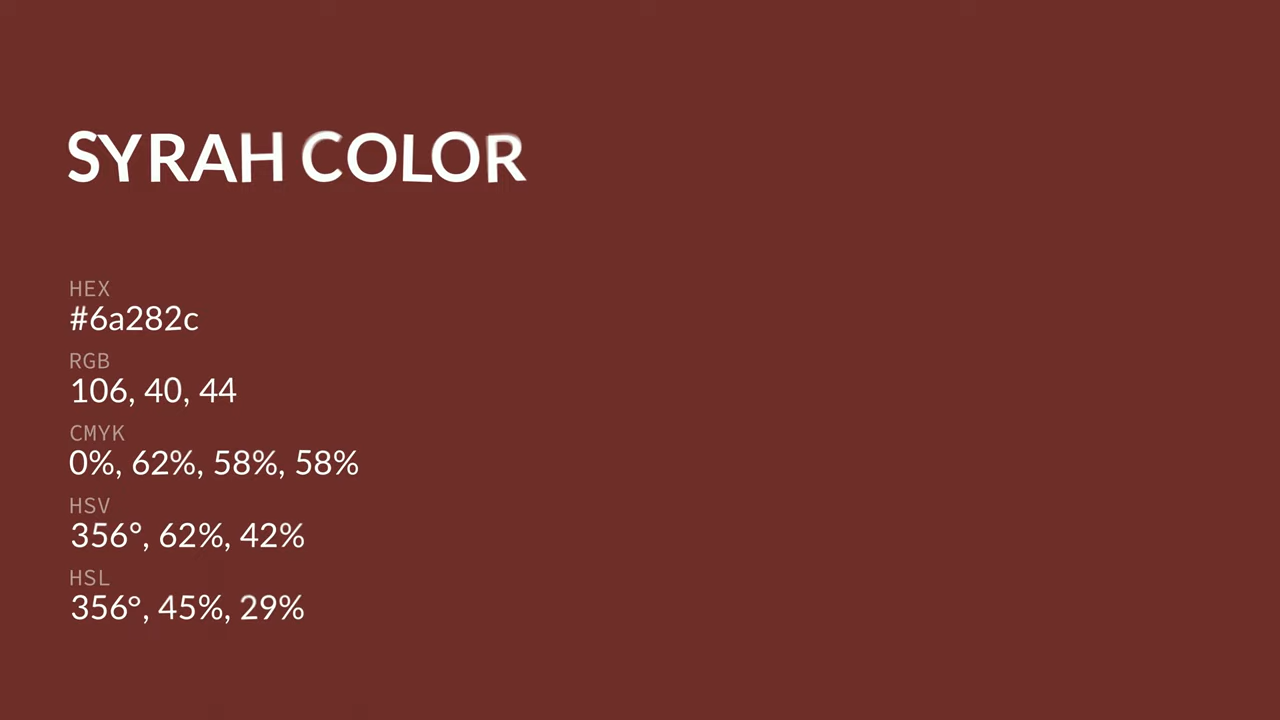 SYRAH COLOR
HEX
#6a282c
RGB
106, 40, 44
CMYK
0%, 62%, 58%, 58%
HSV
356°, 62%, 42%
HSL
356°, 45%, 29%